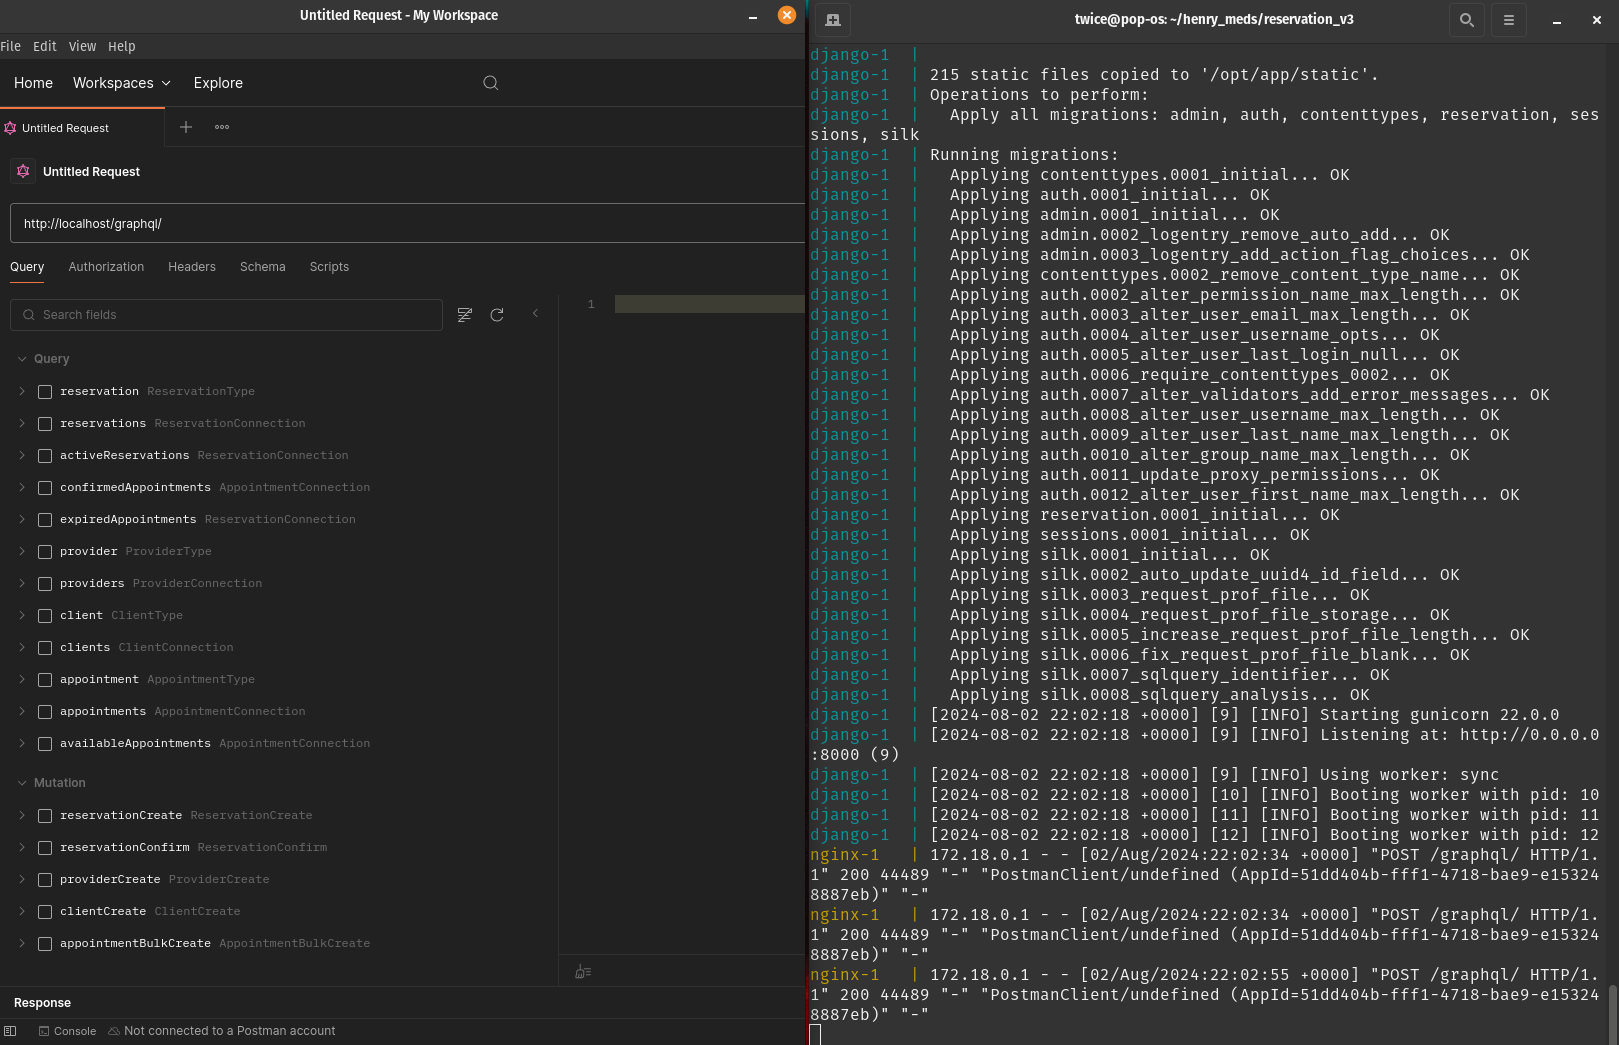 Untitled Request - My Workspace
File Edit View Help
Home Workspaces Explore
Untitled Request
Untitled Request
http://localhost/graphql/
Query Authorization Headers Schema Scripts
Search fields
1
Query
reservation ReservationType
reservations ReservationConnection
activeReservations ReservationConnection
confirmedAppointments AppointmentConnection
expiredAppointments ReservationConnection
provider ProviderType
providers ProviderConnection
client ClientType
clients ClientConnection
appointment AppointmentType
appointments AppointmentConnection
availableAppointments AppointmentConnection
Mutation
reservationCreate ReservationCreate
reservationConfirm ReservationConfirm
providerCreate ProviderCreate
clientCreate ClientCreate
appointmentBulkCreate AppointmentBulkCreate
Response
Console Not connected to a Postman account
twice@pop-os: ~/henry_meds/reservation_v3
django-1 |
django-1 | 215 static files copied to '/opt/app/static'.
django-1 | Operations to perform:
django-1 | Apply all migrations: admin, auth, contenttypes, reservation, ses
sions, silk
django-1 | Running migrations:
django-1 | Applying contenttypes.0001_initial... OK
django-1 | Applying auth.0001_initial... OK
django-1 | Applying admin.0001_initial... OK
django-1 | Applying admin.0002_logentry_remove_auto_add... OK
django-1 | Applying admin.0003_logentry_add_action_flag_choices... OK
django-1 | Applying contenttypes.0002_remove_content_type_name... OK
django-1 | Applying auth.0002_alter_permission_name_max_length... OK
django-1 | Applying auth.0003_alter_user_email_max_length... OK
django-1 | Applying auth.0004_alter_user_username_opts... OK
django-1 | Applying auth.0005_alter_user_last_login_null... OK
django-1 | Applying auth.0006_require_contenttypes_0002... OK
django-1 | Applying auth.0007_alter_validators_add_error_messages... OK
django-1 | Applying auth.0008_alter_user_username_max_length... OK
django-1 | Applying auth.0009_alter_user_last_name_max_length... OK
django-1 | Applying auth.0010_alter_group_name_max_length... OK
django-1 | Applying auth.0011_update_proxy_permissions... OK
django-1 | Applying auth.0012_alter_user_first_name_max_length... OK
django-1 | Applying reservation.0001_initial... OK
django-1 | Applying sessions.0001_initial... OK
django-1 | Applying silk.0001_initial... OK
django-1 | Applying silk.0002_auto_update_uuid4_id_field... OK
django-1 | Applying silk.0003_request_prof_file... OK
django-1 | Applying silk.0004_request_prof_file_storage... OK
django-1 | Applying silk.0005_increase_request_prof_file_length... OK
django-1 | Applying silk.0006_fix_request_prof_file_blank... OK
django-1 | Applying silk.0007_sqlquery_identifier... OK
django-1 | Applying silk.0008_sqlquery_analysis... OK
django-1 | [2024-08-02 22:02:18 +0000] [9] [INFO] Starting gunicorn 22.0.0
django-1 | [2024-08-02 22:02:18 +0000] [9] [INFO] Listening at: http://0.0.0.0
:8000 (9)
django-1 | [2024-08-02 22:02:18 +0000] [9] [INFO] Using worker: sync
django-1 | [2024-08-02 22:02:18 +0000] [10] [INFO] Booting worker with pid: 10
django-1 | [2024-08-02 22:02:18 +0000] [11] [INFO] Booting worker with pid: 11
django-1 | [2024-08-02 22:02:18 +0000] [12] [INFO] Booting worker with pid: 12
nginx-1 | 172.18.0.1 - - [02/Aug/2024:22:02:34 +0000] "POST /graphql/ HTTP/1.
1" 200 44489 "-" "PostmanClient/undefined (AppId=51dd404b-fff1-4718-bae9-e15324
8887eb)" "-"
nginx-1 | 172.18.0.1 - - [02/Aug/2024:22:02:34 +0000] "POST /graphql/ HTTP/1.
1" 200 44489 "-" "PostmanClient/undefined (AppId=51dd404b-fff1-4718-bae9-e15324
8887eb)" "-"
nginx-1 | 172.18.0.1 - - [02/Aug/2024:22:02:55 +0000] "POST /graphql/ HTTP/1.
1" 200 44489 "-" "PostmanClient/undefined (AppId=51dd404b-fff1-4718-bae9-e15324
8887eb)" "-"